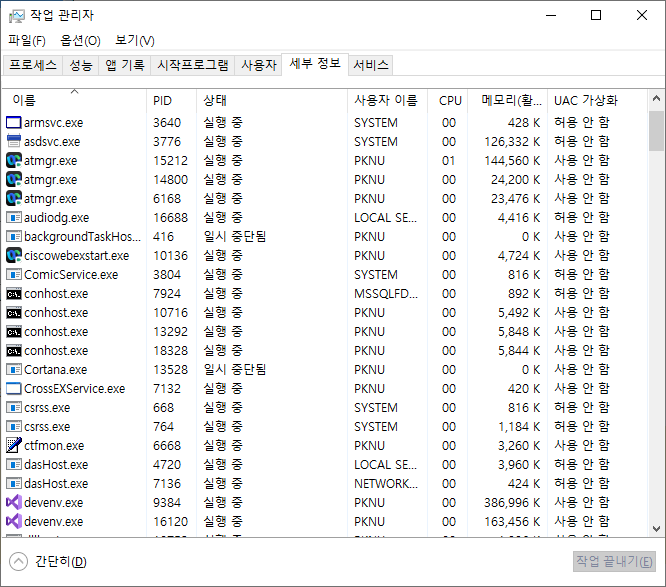 작업 관리자
파일(F) 옵션(O) 보기(V)
프로세스 성능 앱 기록 시작프로그램 사용자 세부 정보 서비스
이름 PID 상태 사용자 이름 CPU 메모리(활... UAC 가상화
armsvc.exe 3640 실행 중 SYSTEM 00 428 K 허용 안 함
asdsvc.exe 3776 실행 중 SYSTEM 00 126,332 K 허용 안 함
atmgr.exe 15212 실행 중 PKNU 01 144,560 K 사용 안 함
atmgr.exe 14800 실행 중 PKNU 00 24,200 K 사용 안 함
atmgr.exe 6168 실행 중 PKNU 00 23,476 K 사용 안 함
audiodg.exe 16688 실행 중 LOCAL SE... 00 4,416 K 허용 안 함
backgroundTaskHos... 416 일시 중단됨 PKNU 00 0 K 사용 안 함
ciscowebexstart.exe 10136 실행 중 PKNU 00 4,724 K 사용 안 함
ComicService.exe 3804 실행 중 SYSTEM 00 816 K 허용 안 함
conhost.exe 7924 실행 중 MSSQLFD... 00 892 K 허용 안 함
conhost.exe 10716 실행 중 PKNU 00 5,492 K 사용 안 함
conhost.exe 13292 실행 중 PKNU 00 5,848 K 사용 안 함
conhost.exe 18328 실행 중 PKNU 00 5,844 K 사용 안 함
Cortana.exe 13528 일시 중단됨 PKNU 00 0 K 사용 안 함
CrossEXService.exe 7132 실행 중 PKNU 00 420 K 사용 안 함
csrss.exe 668 실행 중 SYSTEM 00 816 K 허용 안 함
csrss.exe 764 실행 중 SYSTEM 00 1,184 K 허용 안 함
ctfmon.exe 6668 실행 중 PKNU 00 3,260 K 사용 안 함
dasHost.exe 4720 실행 중 LOCAL SE... 00 3,960 K 허용 안 함
dasHost.exe 7136 실행 중 NETWORK... 00 424 K 허용 안 함
devenv.exe 9384 실행 중 PKNU 00 386,996 K 사용 안 함
devenv.exe 16120 실행 중 PKNU 00 163,456 K 사용 안 함
간단히(D) 작업 끝내기(E)